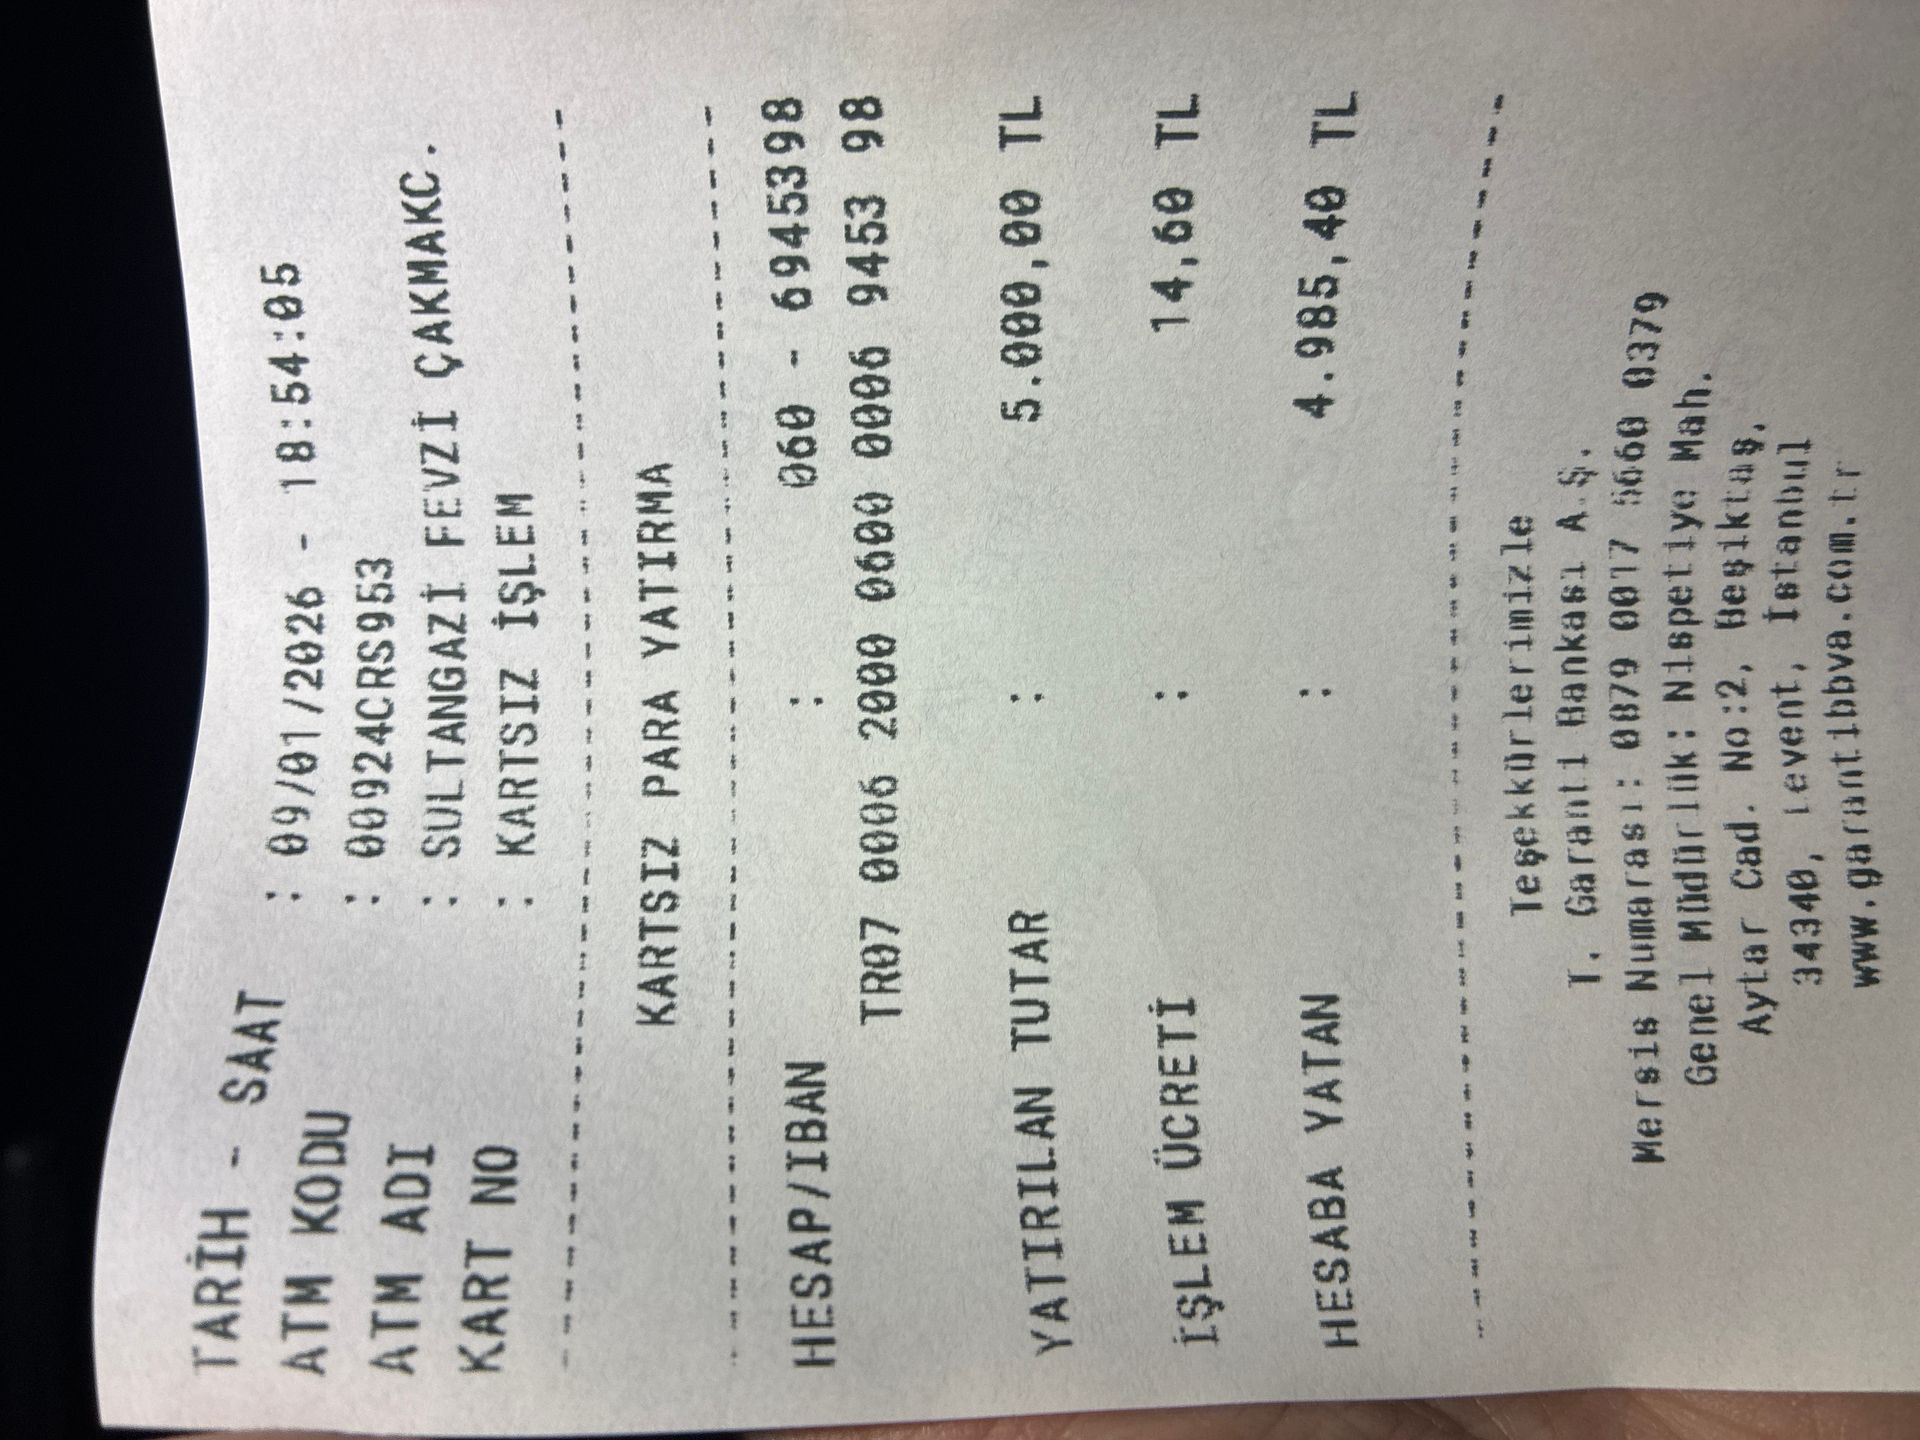 TARİH - SAAT : 09/01/2026 - 18:54:05
ATM KODU : 00924CRS953
ATM ADI : SULTANGAZİ FEVZİ ÇAKMAKC.
KART NO : KARTSIZ İŞLEM
KARTSIZ PARA YATIRMA
HESAP/IBAN : 060 - 6945398
TR07 0006 2000 0600 0006 9453 98
YATIRILAN TUTAR : 5.000,00 TL
İŞLEM ÜCRETİ : 14,60 TL
HESABA YATAN : 4.985,40 TL
Teşekkürlerimizle
T. Garanti Bankası A.Ş.
Mersis Numarası: 0879 0017 5660 0379
Genel Müdürlük: Nispetiye Mah.
Aytar Cad. No:2, Beşiktaş,
34340, Levent, İstanbul
www.garantibbva.com.tr